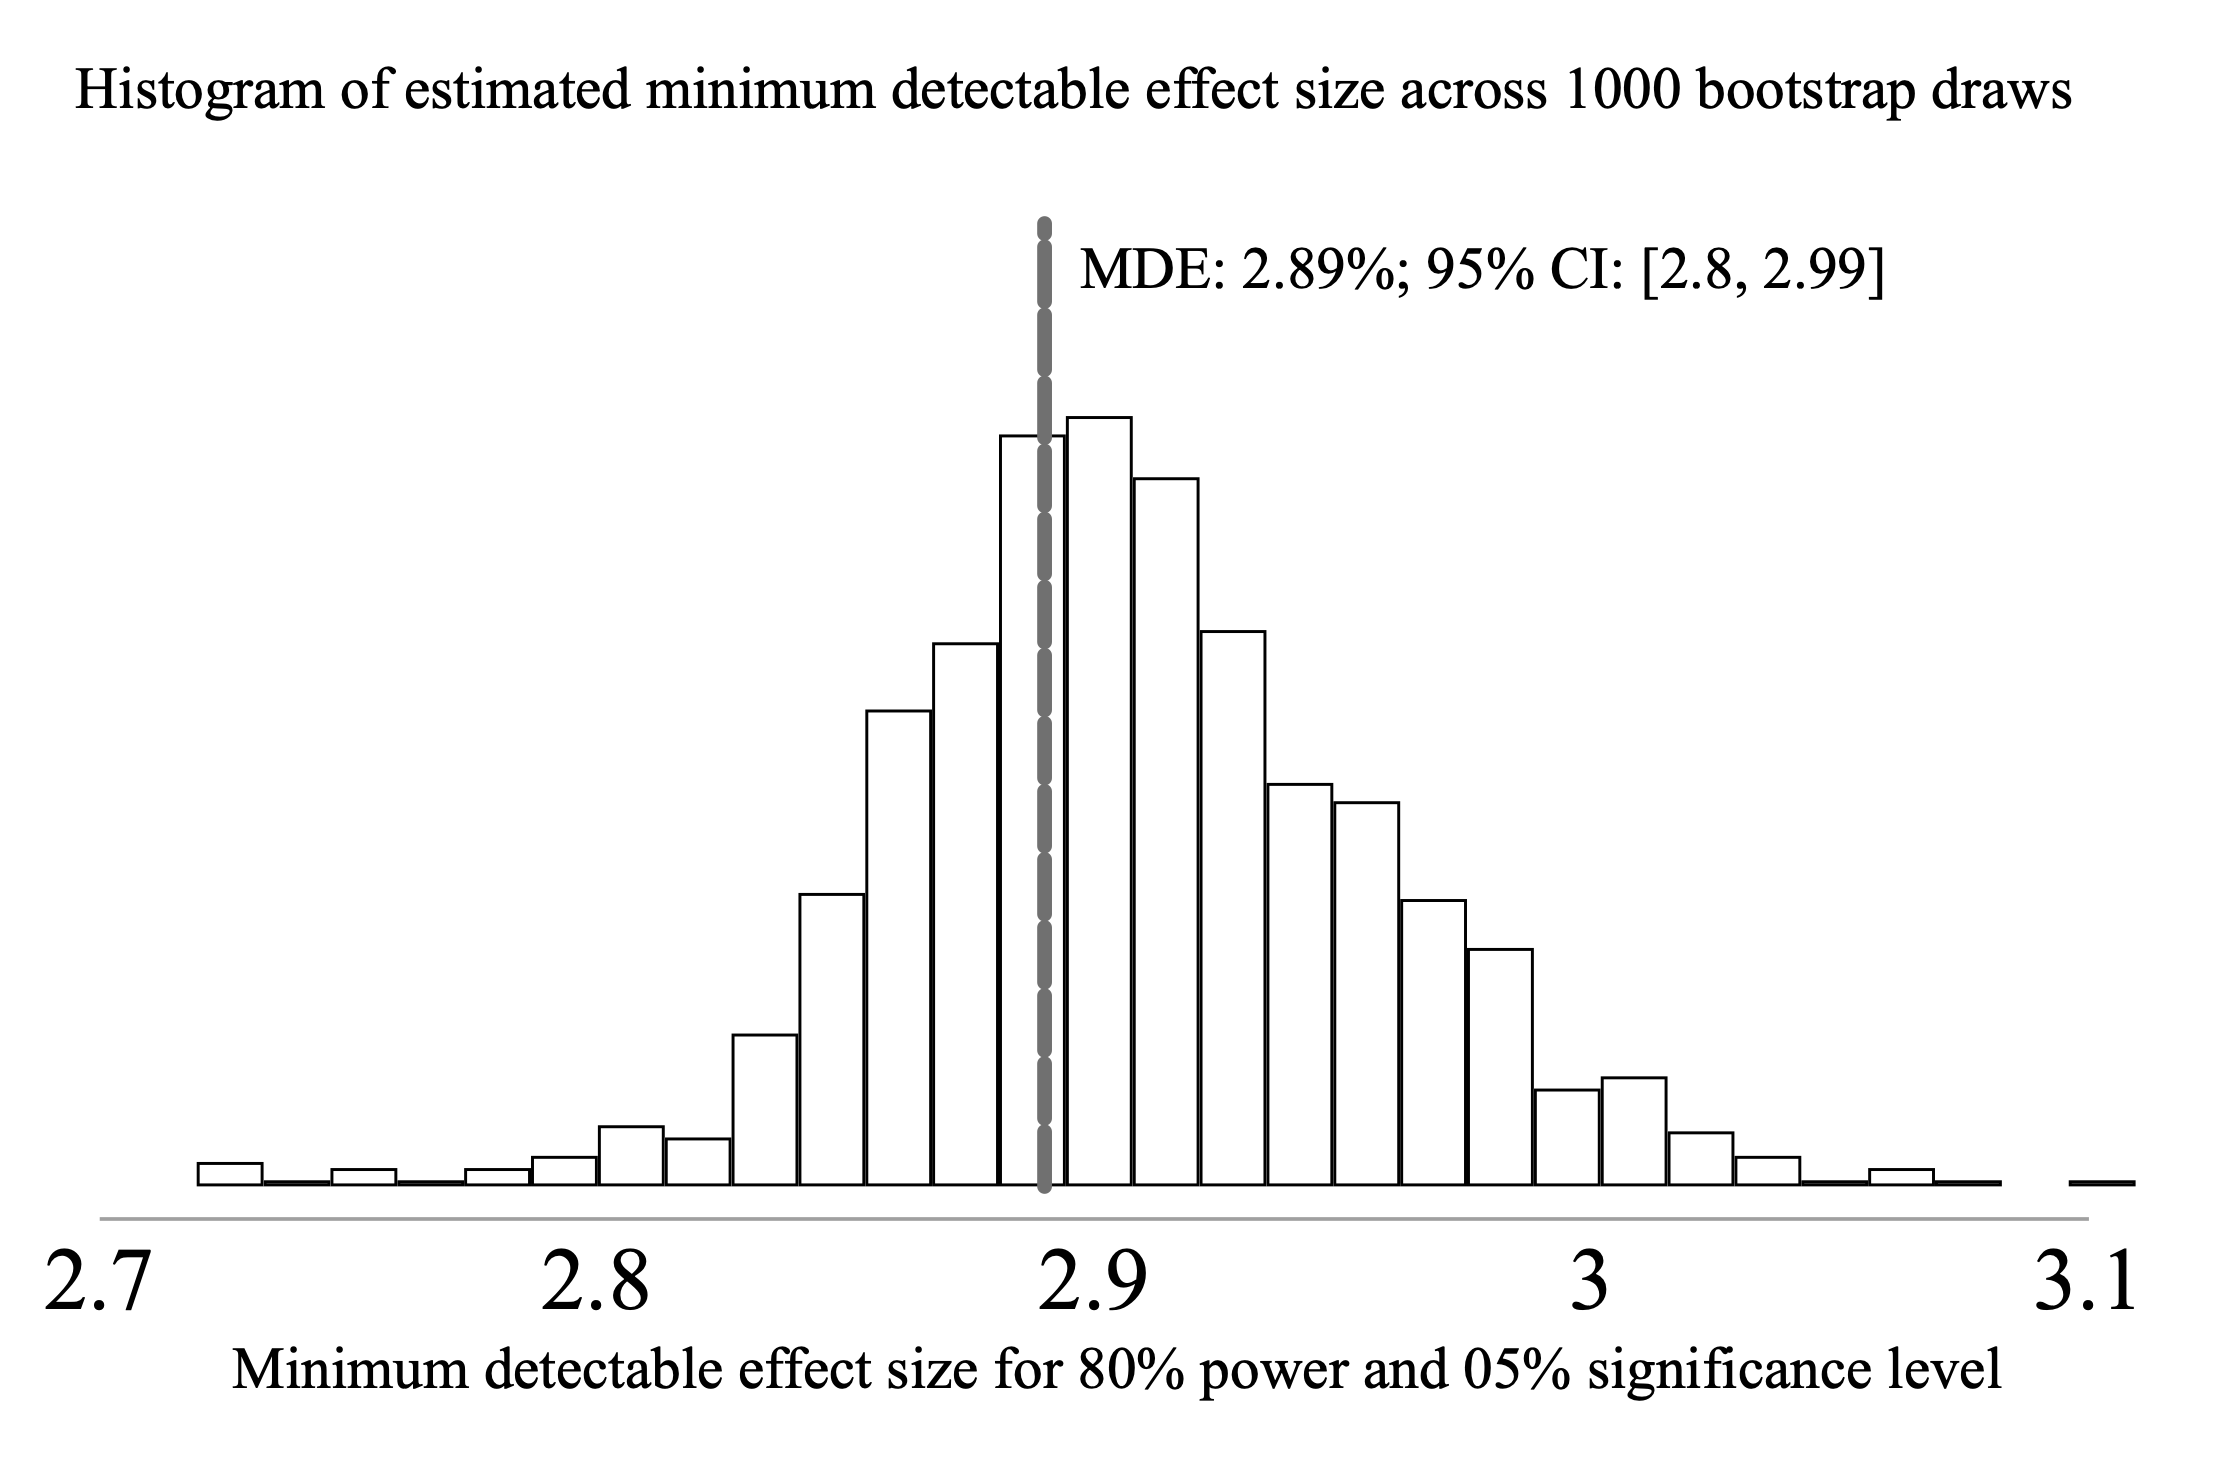 Histogram of estimated minimum detectable effect size across 1000 bootstrap draws
MDE: 2.89%; 95% CI: [2.8, 2.99]
2.7 2.8 2.9 3 3.1
Minimum detectable effect size for 80% power and 05% significance level